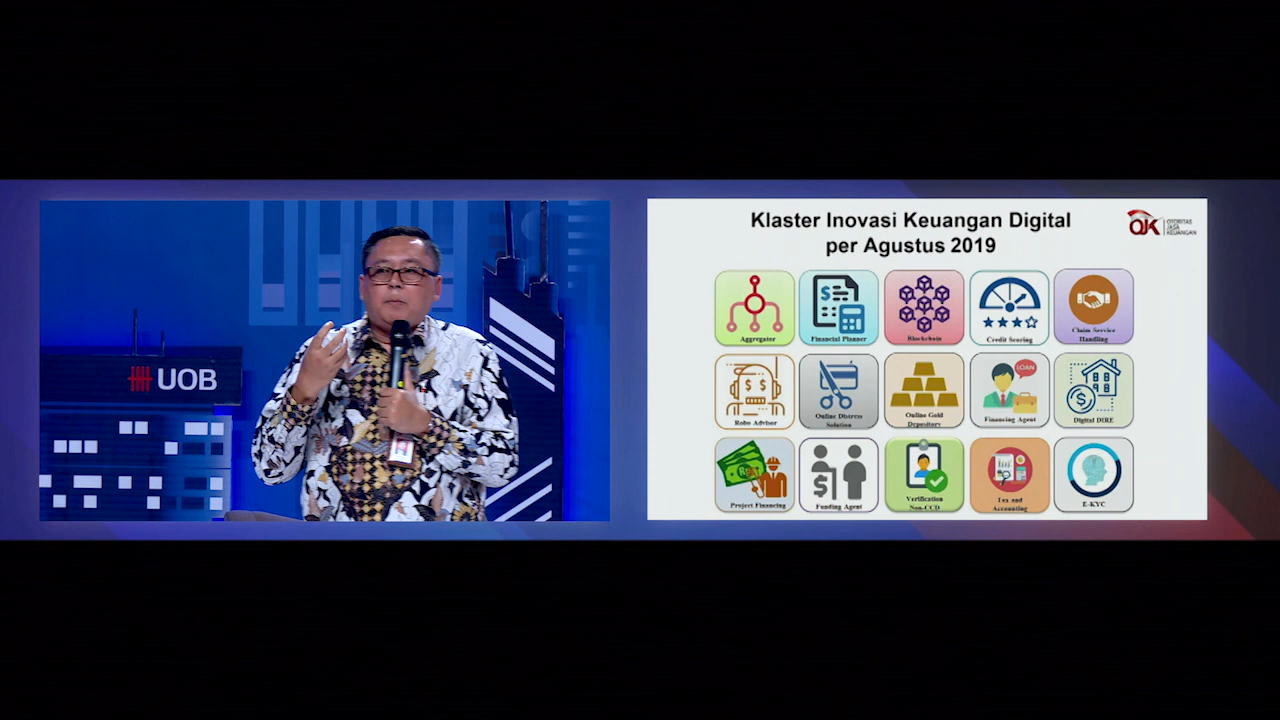 UOB
Klaster Inovasi Keuangan Digital
per Agustus 2019
OJK
OTORITAS
JASA
KEUANGAN
Aggregator
Financial Planner
Blockchain
Credit Scoring
Claim Service
Handling
Robo Advisor
Online Distress
Solution
Online Gold
Depository
LOAN
Financing Agent
Digital DIRE
Project Financing
Funding Agent
Verification
Non-CCD
Tax and
Accounting
E-KYC